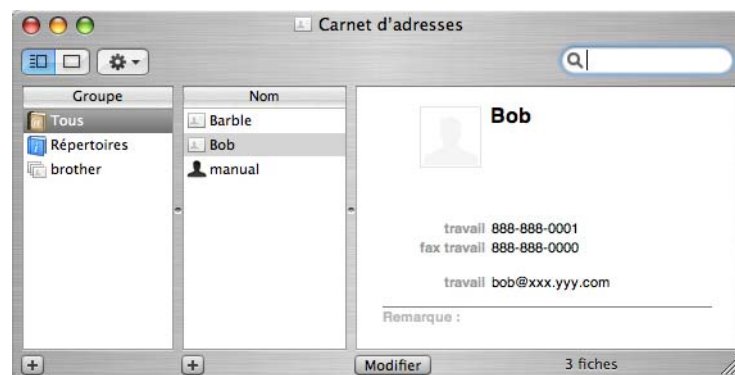 Carnet d'adresses
Groupe
Tous
Répertoires
brother
Nom
Barble
Bob
manual
Bob
travail 888-888-0001
fax travail 888-888-0000
travail bob@xxx.yyy.com
Remarque :
Modifier
3 fiches